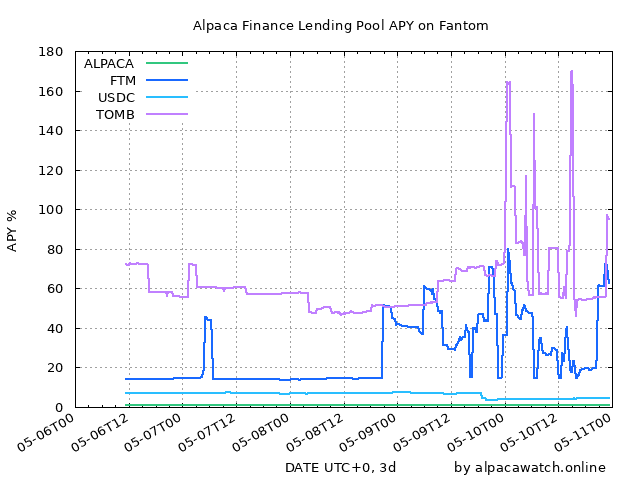 Alpaca Finance Lending Pool APY on Fantom
180
160
140
120
100
80
60
40
20
0
APY %
ALPACA
FTM
USDC
TOMB
05-06T00
05-06T12
05-07T00
05-07T12
05-08T00
05-08T12
05-09T00
05-09T12
05-10T00
05-10T12
05-11T00
DATE UTC+0, 3d
by alpacawatch.online